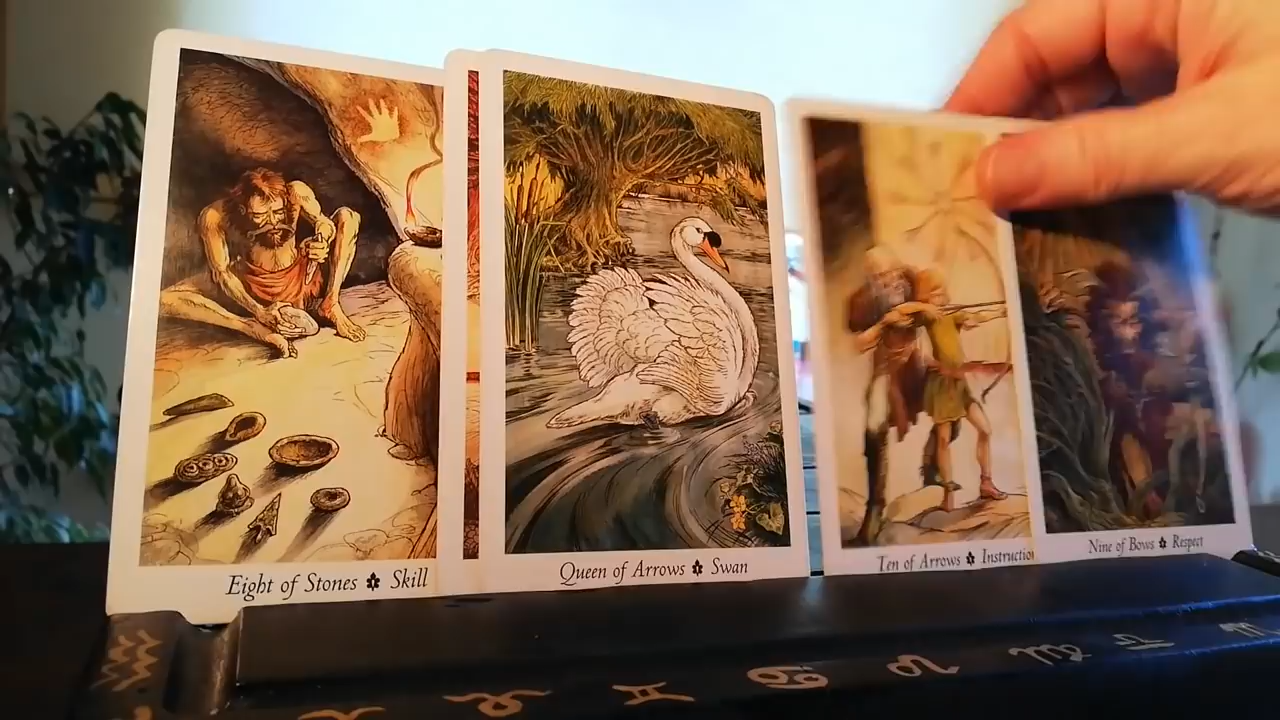 Eight of Stones ✽ Skill
Queen of Arrows ✽ Swan
Ten of Arrows ✽ Instruction
Nine of Bows ✽ Respect
♒ ♈ ♉ ♊ ♋ ♌ ♍ ♎ ♏